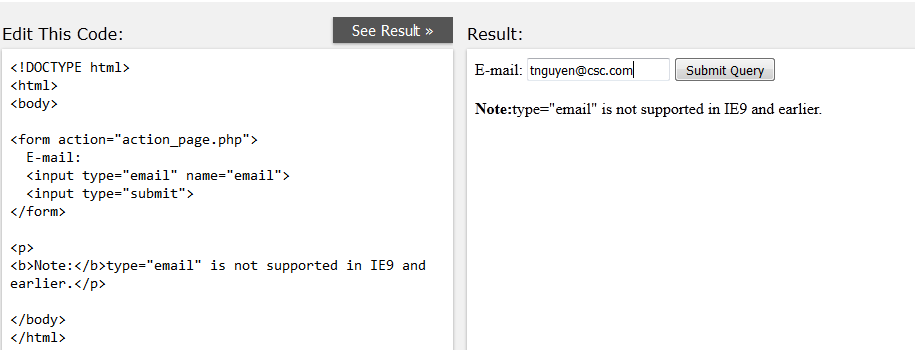 Edit This Code:
See Result »
<!DOCTYPE html>
<html>
<body>
<form action="action_page.php">
E-mail:
<input type="email" name="email">
<input type="submit">
</form>
<p>
<b>Note:</b>type="email" is not supported in IE9 and
earlier.</p>
</body>
</html>
Result:
E-mail: tnguyen@csc.com Submit Query
Note:type="email" is not supported in IE9 and earlier.